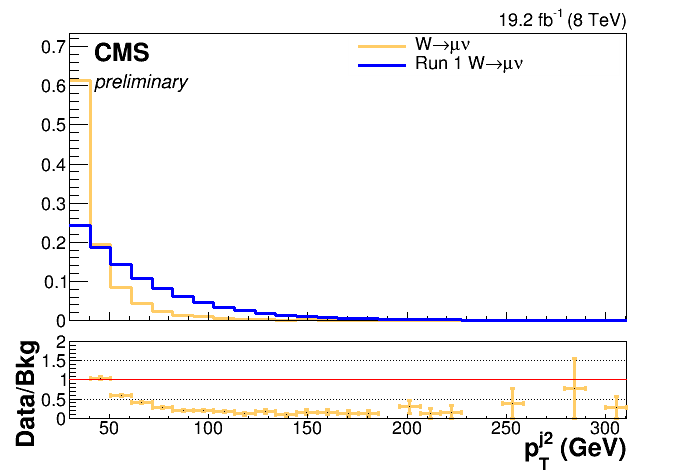 19.2 fb⁻¹ (8 TeV)
CMS
preliminary
W→μν
Run 1 W→μν
0.7
0.6
0.5
0.4
0.3
0.2
0.1
0
Data/Bkg
2
1.5
1
0.5
0
50 100 150 200 250 300
p_T^{j2} (GeV)